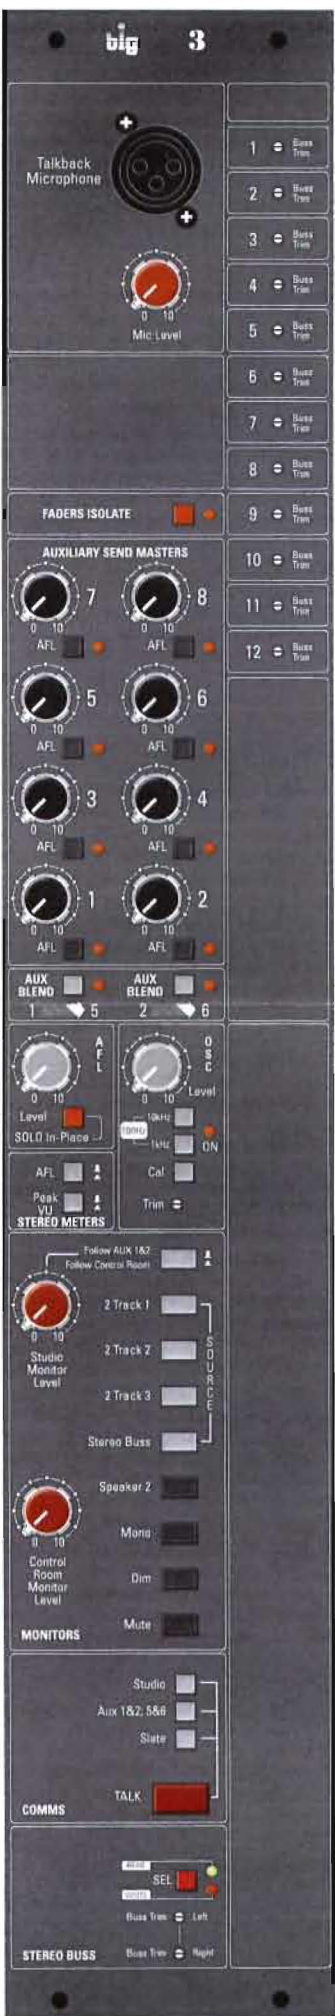 big 3
Talkback
Microphone
0 10
Mic Level
1 Buss Trim
2 Buss Trim
3 Buss Trim
4 Buss Trim
5 Buss Trim
6 Buss Trim
7 Buss Trim
8 Buss Trim
9 Buss Trim
10 Buss Trim
11 Buss Trim
12 Buss Trim
FADERS ISOLATE
AUXILIARY SEND MASTERS
7 8
0 10 0 10
AFL AFL
5 6
0 10 0 10
AFL AFL
3 4
0 10 0 10
AFL AFL
1 2
0 10 0 10
AFL AFL
AUX BLEND AUX BLEND
1 5 2 6
AFL
0 10
Level
SOLO In-Place
OSC
0 10
Level
10kHz
100Hz
1kHz ON
Cal
Trim
AFL
Peak
VU
STEREO METERS
Follow AUX 1&2
Follow Control Room
0 10
Studio
Monitor
Level
2 Track 1
2 Track 2
2 Track 3
Stereo Buss
SOURCE
Speaker 2
0 10
Control
Room
Monitor
Level
Mono
Dim
Mute
MONITORS
Studio
Aux 1&2; 5&6
Slate
TALK
COMMS
READ
SEL
WRITE
Buss Trim Left
Buss Trim Right
STEREO BUSS